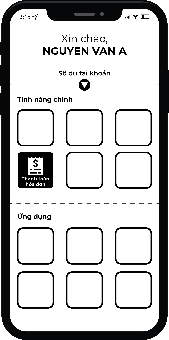 Xin chào,
NGUYEN VAN A
Số dư tài khoản
Tính năng chính
$
Thanh toán
hóa đơn
Ứng dụng